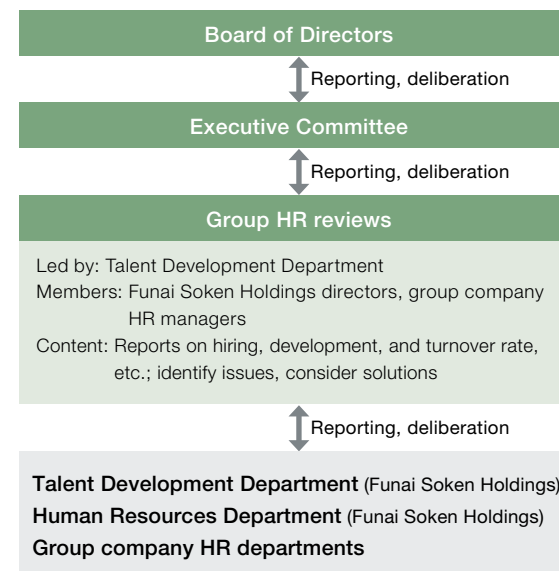 Board of Directors
Reporting, deliberation
Executive Committee
Reporting, deliberation
Group HR reviews
Led by: Talent Development Department
Members: Funai Soken Holdings directors, group company
HR managers
Content: Reports on hiring, development, and turnover rate,
etc.; identify issues, consider solutions
Reporting, deliberation
Talent Development Department (Funai Soken Holdings)
Human Resources Department (Funai Soken Holdings)
Group company HR departments